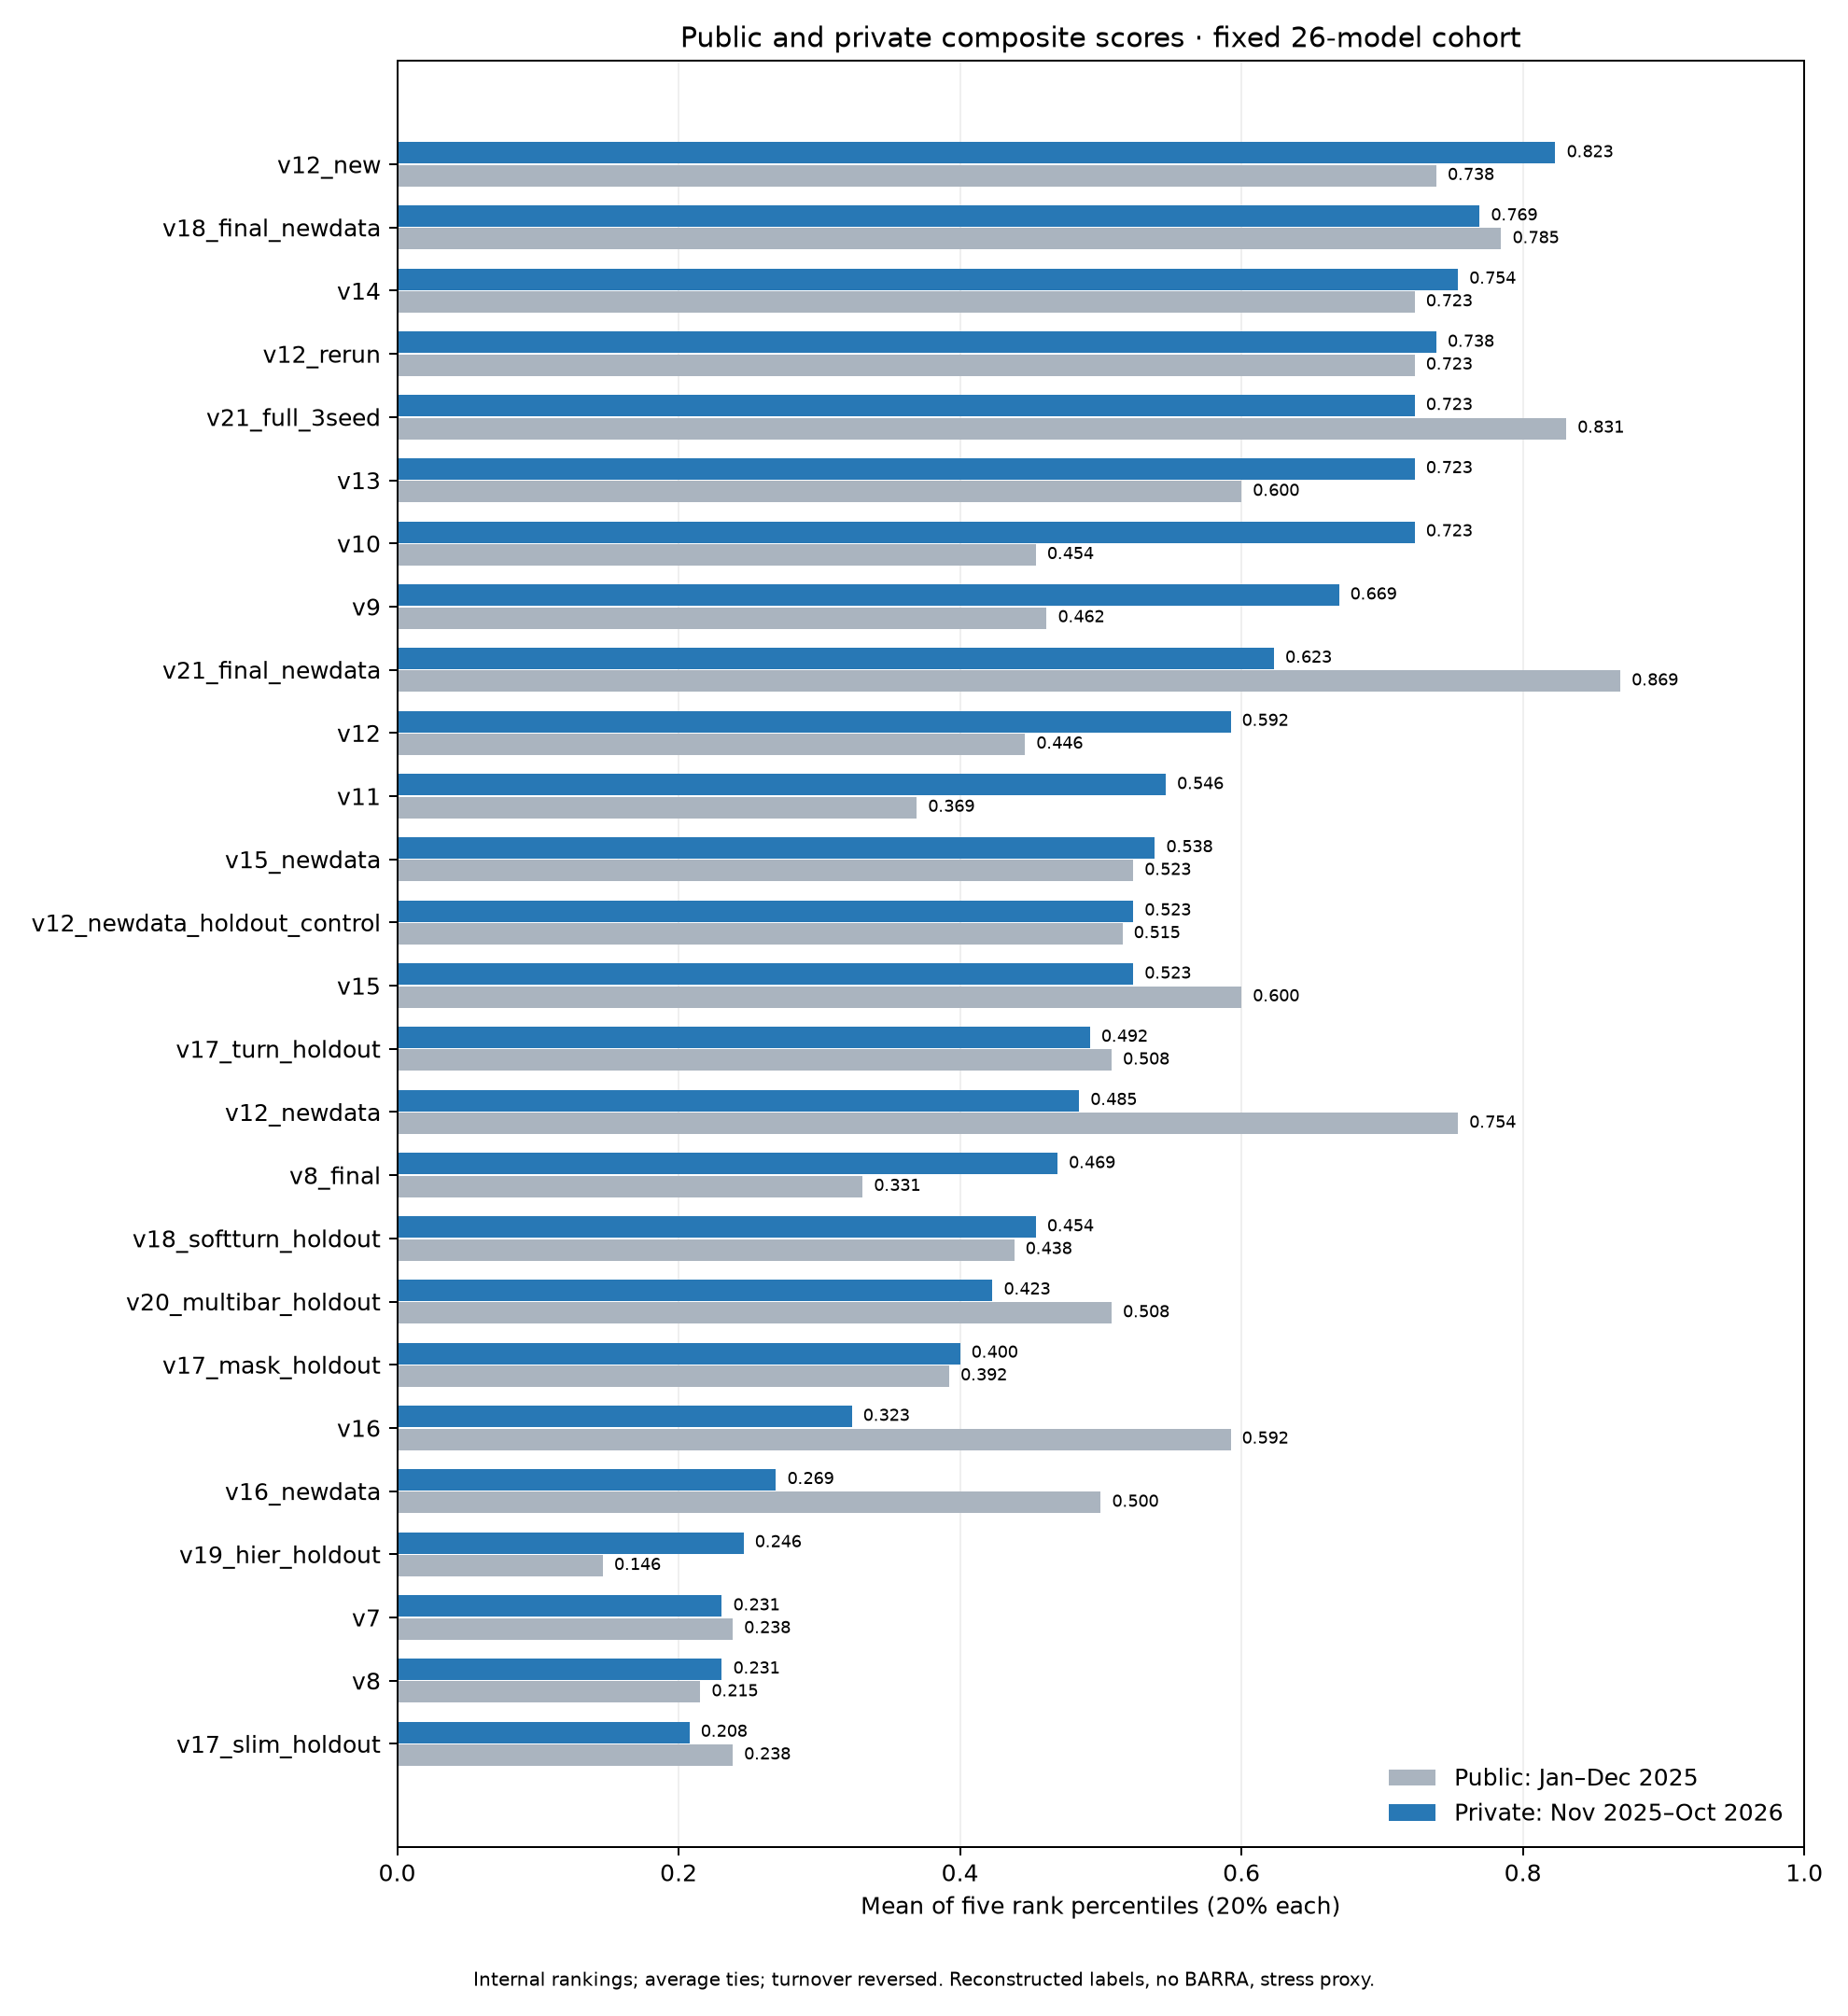 Public and private composite scores · fixed 26-model cohort
v12_new
0.823
0.738
v18_final_newdata
0.769
0.785
v14
0.754
0.723
v12_rerun
0.738
0.723
v21_full_3seed
0.723
0.831
v13
0.723
0.600
v10
0.723
0.454
v9
0.669
0.462
v21_final_newdata
0.623
0.869
v12
0.592
0.446
v11
0.546
0.369
v15_newdata
0.538
0.523
v12_newdata_holdout_control
0.523
0.515
v15
0.523
0.600
v17_turn_holdout
0.492
0.508
v12_newdata
0.485
0.754
v8_final
0.469
0.331
v18_softturn_holdout
0.454
0.438
v20_multibar_holdout
0.423
0.508
v17_mask_holdout
0.400
0.392
v16
0.323
0.592
v16_newdata
0.269
0.500
v19_hier_holdout
0.246
0.146
v7
0.231
0.238
v8
0.231
0.215
v17_slim_holdout
0.208
0.238
Public: Jan–Dec 2025
Private: Nov 2025–Oct 2026
0.0 0.2 0.4 0.6 0.8 1.0
Mean of five rank percentiles (20% each)
Internal rankings; average ties; turnover reversed. Reconstructed labels, no BARRA, stress proxy.